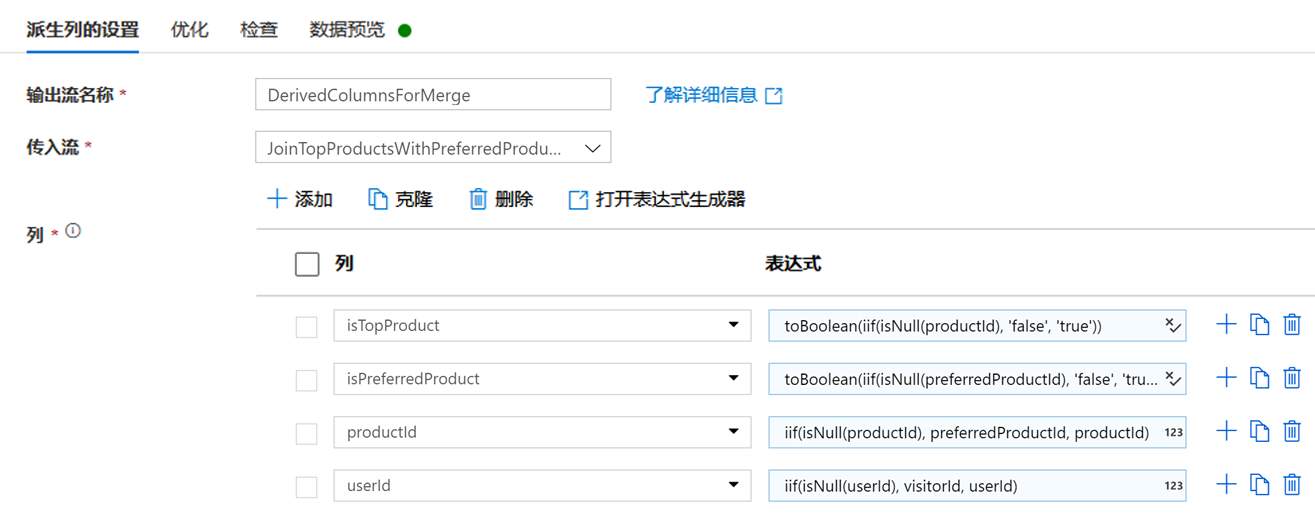 派生列的设置 优化 检查 数据预览
输出流名称 * DerivedColumnsForMerge 了解详细信息
传入流 * JoinTopProductsWithPreferredProdu...
添加 克隆 删除 打开表达式生成器
列 *
列 表达式
isTopProduct toBoolean(iif(isNull(productId), 'false', 'true'))
isPreferredProduct toBoolean(iif(isNull(preferredProductId), 'false', 'tru...
productId iif(isNull(productId), preferredProductId, productId) 123
userId iif(isNull(userId), visitorId, userId) 123